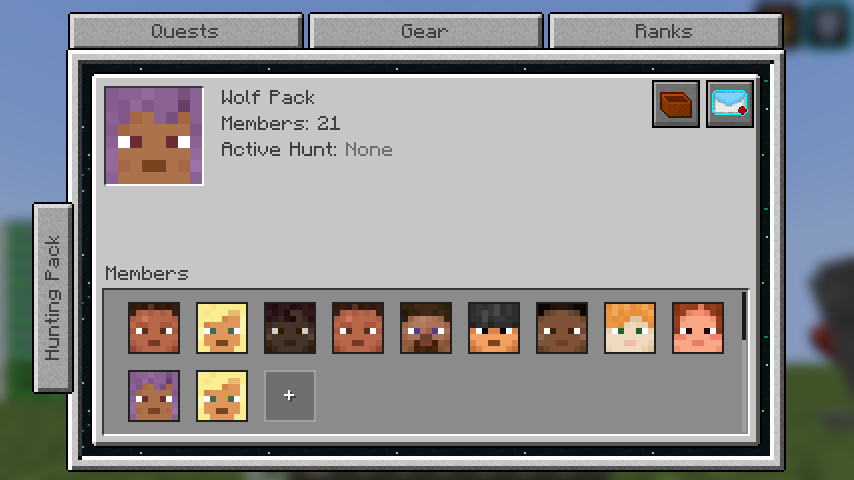 Quests
Gear
Ranks
Wolf Pack
Members: 21
Active Hunt: None
Hunting Pack
Members
+